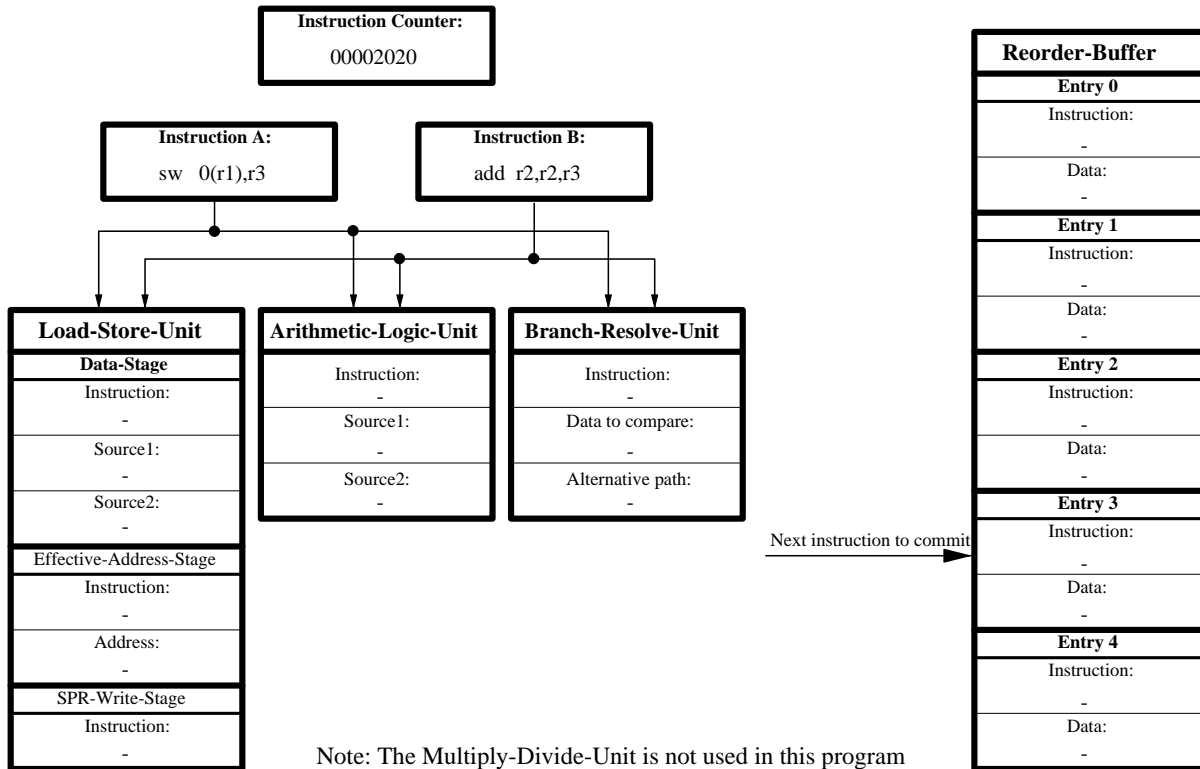 Instruction Counter:
00002020
Instruction A:
sw 0(r1),r3
Instruction B:
add r2,r2,r3
Load-Store-Unit
Data-Stage
Instruction:
-
Source1:
-
Source2:
-
Effective-Address-Stage
Instruction:
-
Address:
-
SPR-Write-Stage
Instruction:
-
Arithmetic-Logic-Unit
Instruction:
-
Source1:
-
Source2:
-
Branch-Resolve-Unit
Instruction:
-
Data to compare:
-
Alternative path:
-
Next instruction to commit
Reorder-Buffer
Entry 0
Instruction:
-
Data:
-
Entry 1
Instruction:
-
Data:
-
Entry 2
Instruction:
-
Data:
-
Entry 3
Instruction:
-
Data:
-
Entry 4
Instruction:
-
Data:
-
Note: The Multiply-Divide-Unit is not used in this program